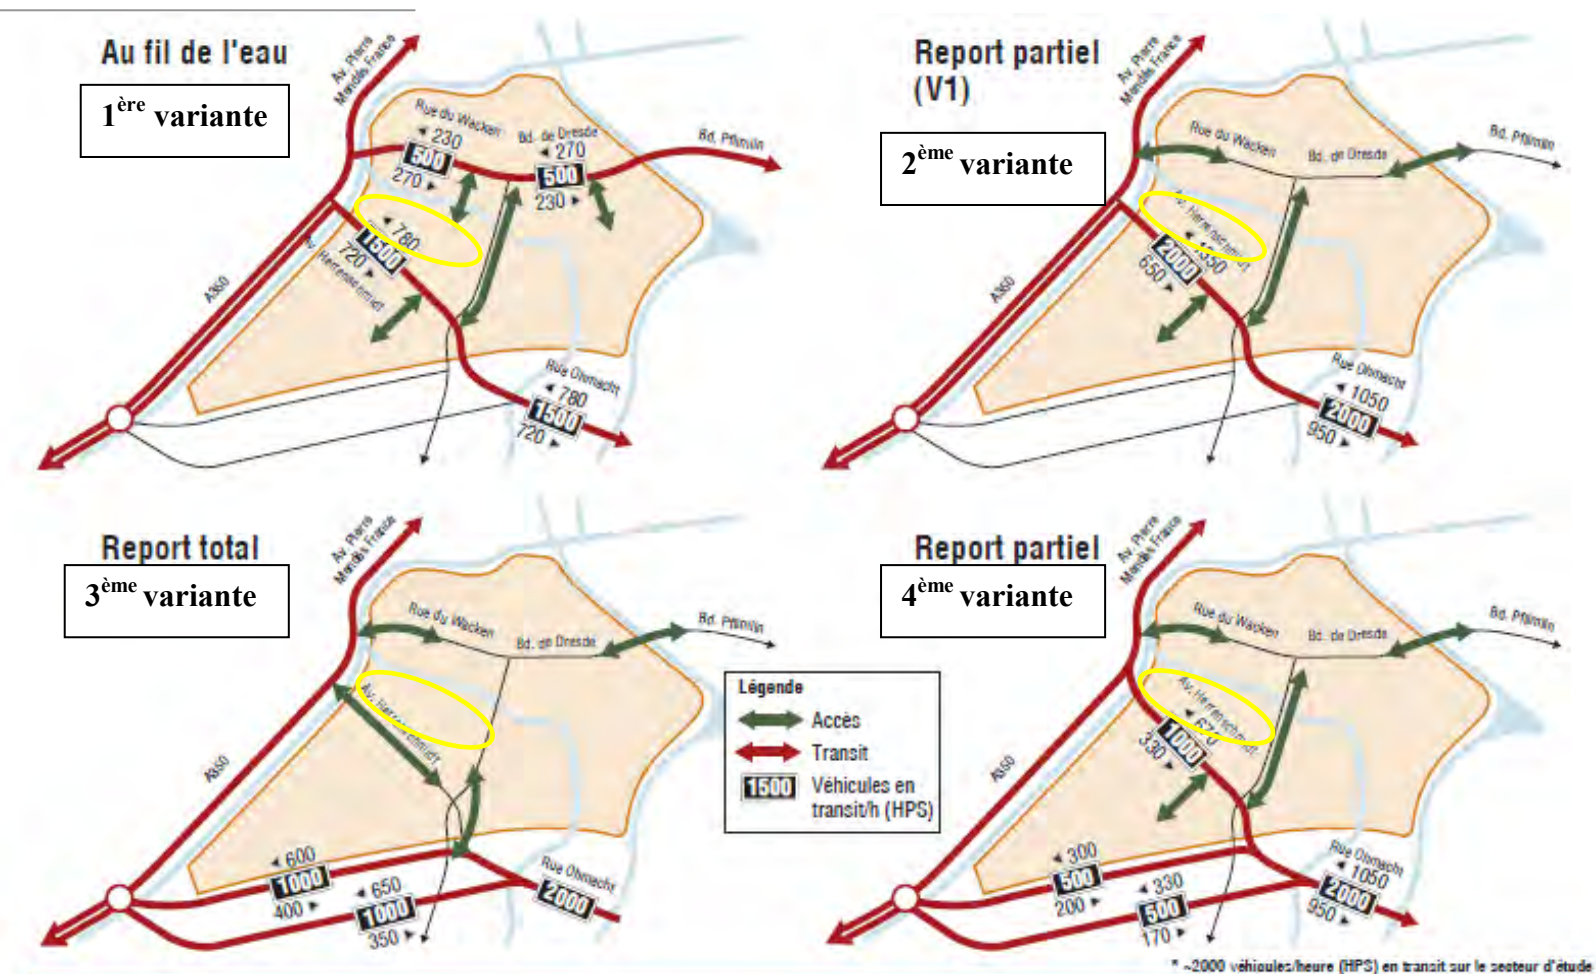 Au fil de l'eau
1ère variante
Av. Pierre
Mendès France
Rue du Wacken
◄ 230
500
270 ►
Bd. de Dresde
◄ 270
500
230 ►
Bd. Pflimlin
◄ 780
1500
720 ►
Av. Herrenschmidt
A350
Rue Ohmacht
◄ 780
1500
720 ►
Report partiel
(V1)
2ème variante
Av. Pierre
Mendès France
Rue du Wacken
Bd. de Dresde
Bd. Pflimlin
Av. Herrenschmidt
2000
650 ►
A350
Rue Ohmacht
◄ 1050
2000
950 ►
Report total
3ème variante
Av. Pierre
Mendès France
Rue du Wacken
Bd. de Dresde
Bd. Pflimlin
Av. Herrenschmidt
A350
◄ 600
1000
400 ►
◄ 650
1000
350 ►
Rue Ohmacht
2000
Légende
Accès
Transit
1500 Véhicules en
transit/h (HPS)
Report partiel
4ème variante
Av. Pierre
Mendès France
Rue du Wacken
Bd. de Dresde
Bd. Pflimlin
Av. Herrenschmidt
◄ 670
1000
330 ►
A350
◄ 300
500
200 ►
◄ 330
500
170 ►
Rue Ohmacht
◄ 1050
2000
950 ►
* ~2000 véhicules/heure (HPS) en transit sur le secteur d'étude